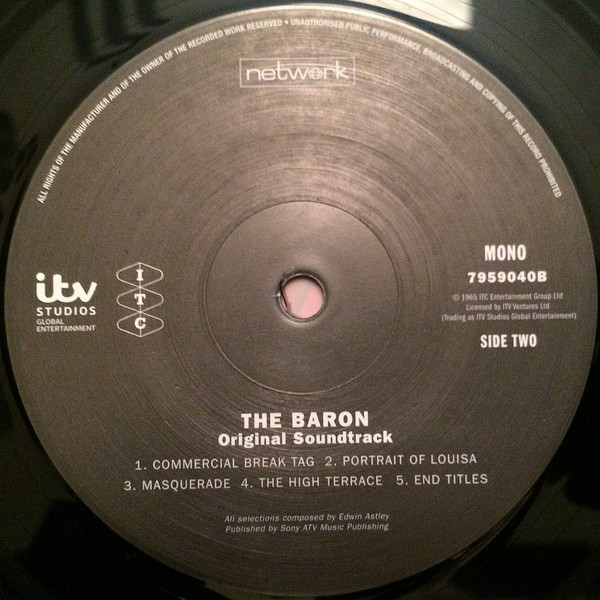 ALL RIGHTS OF THE MANUFACTURER AND OF THE OWNER OF THE RECORDED WORK RESERVED • UNAUTHORISED PUBLIC PERFORMANCE, BROADCASTING AND COPYING OF THIS RECORD PROHIBITED
network
itv
STUDIOS
GLOBAL
ENTERTAINMENT
I
T
C
MONO
7959040B
© 1965 ITC Entertainment Group Ltd
Licensed by ITV Ventures Ltd
(Trading as ITV Studios Global Entertainment)
SIDE TWO
THE BARON
Original Soundtrack
1. COMMERCIAL BREAK TAG 2. PORTRAIT OF LOUISA
3. MASQUERADE 4. THE HIGH TERRACE 5. END TITLES
All selections composed by Edwin Astley
Published by Sony ATV Music Publishing